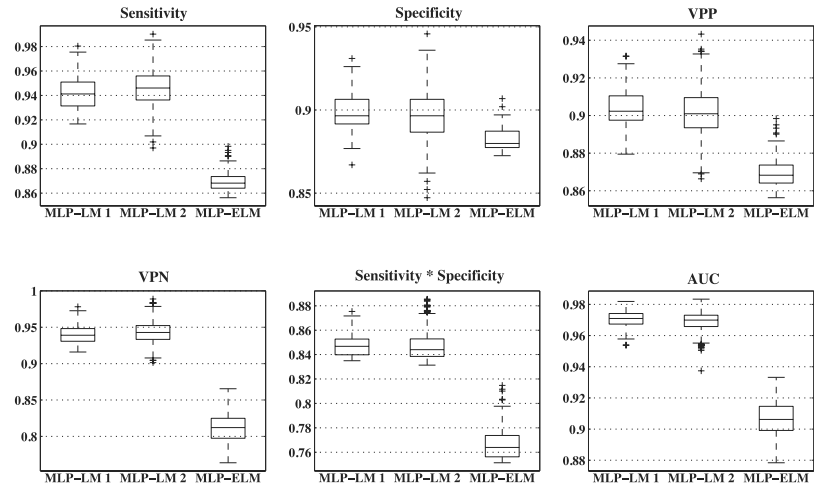 Sensitivity
0.98
0.96
0.94
0.92
0.9
0.88
0.86
MLP-LM 1 MLP-LM 2 MLP-ELM
Specificity
0.95
0.9
0.85
MLP-LM 1 MLP-LM 2 MLP-ELM
VPP
0.94
0.92
0.9
0.88
0.86
MLP-LM 1 MLP-LM 2 MLP-ELM
VPN
1
0.95
0.9
0.85
0.8
MLP-LM 1 MLP-LM 2 MLP-ELM
Sensitivity * Specificity
0.88
0.86
0.84
0.82
0.8
0.78
0.76
MLP-LM 1 MLP-LM 2 MLP-ELM
AUC
0.98
0.96
0.94
0.92
0.9
0.88
MLP-LM 1 MLP-LM 2 MLP-ELM